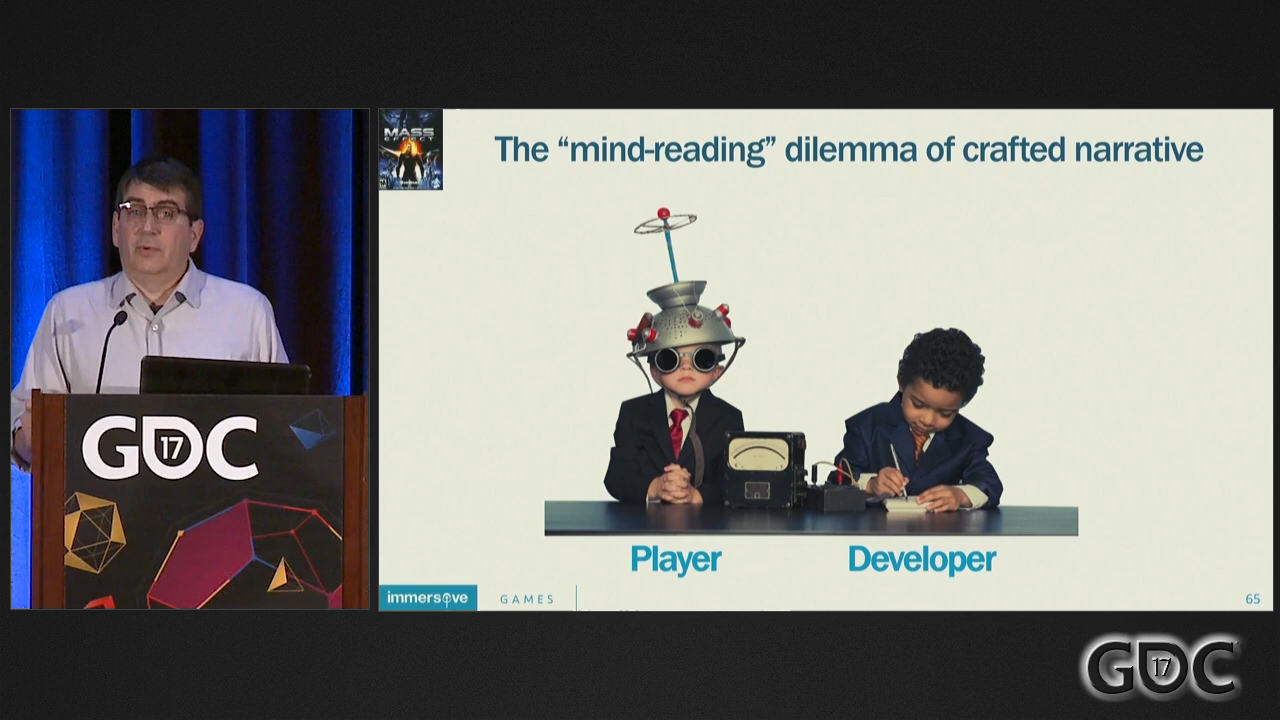 MASS
EFFECT
The “mind-reading” dilemma of crafted narrative
Player
Developer
immersive
GAMES
65
GDC
17
GDC
17